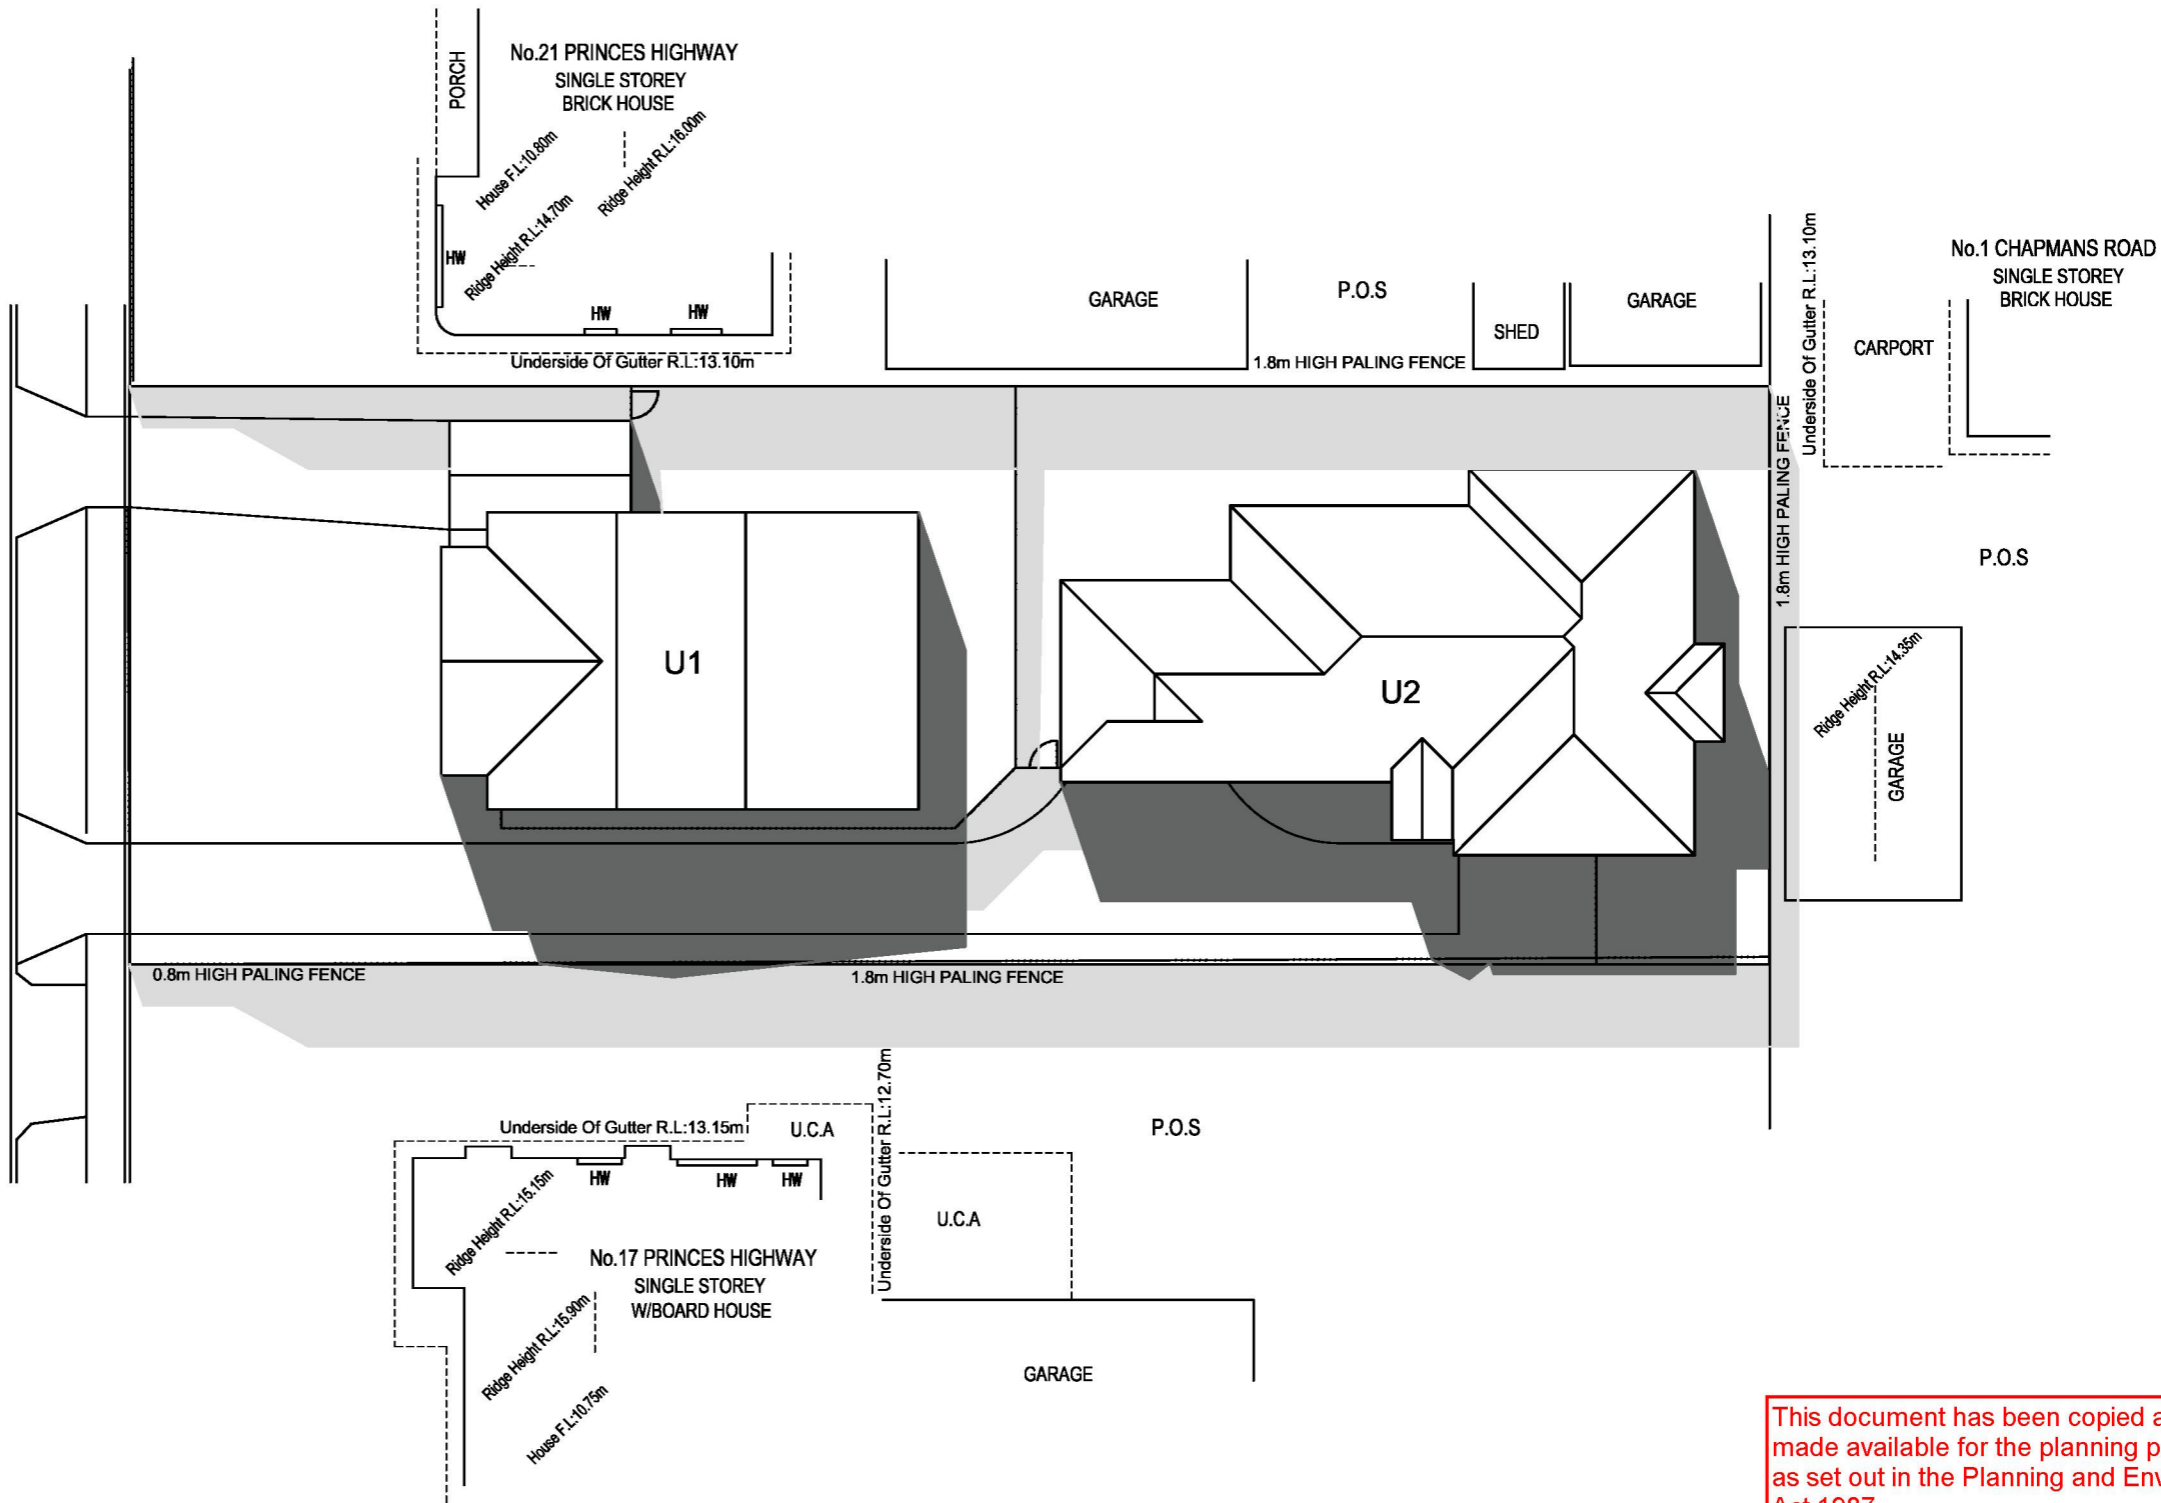 PORCH
No.21 PRINCES HIGHWAY
SINGLE STOREY
BRICK HOUSE
House F.L:10.80m
Ridge Height R.L:16.00m
Ridge Height R.L:14.70m
HW
HW
HW
Underside Of Gutter R.L:13.10m
GARAGE
P.O.S
1.8m HIGH PALING FENCE
SHED
GARAGE
Underside Of Gutter R.L:13.10m
CARPORT
No.1 CHAPMANS ROAD
SINGLE STOREY
BRICK HOUSE
1.8m HIGH PALING FENCE
P.O.S
U1
U2
Ridge Height R.L:14.35m
GARAGE
0.8m HIGH PALING FENCE
1.8m HIGH PALING FENCE
Underside Of Gutter R.L:13.15m
U.C.A
Underside Of Gutter R.L:12.70m
P.O.S
HW
HW
HW
Ridge Height R.L:15.15m
U.C.A
No.17 PRINCES HIGHWAY
SINGLE STOREY
W/BOARD HOUSE
Ridge Height R.L:15.90m
House F.L:10.75m
GARAGE
This document has been copied a
made available for the planning p
as set out in the Planning and Env
Act 1987